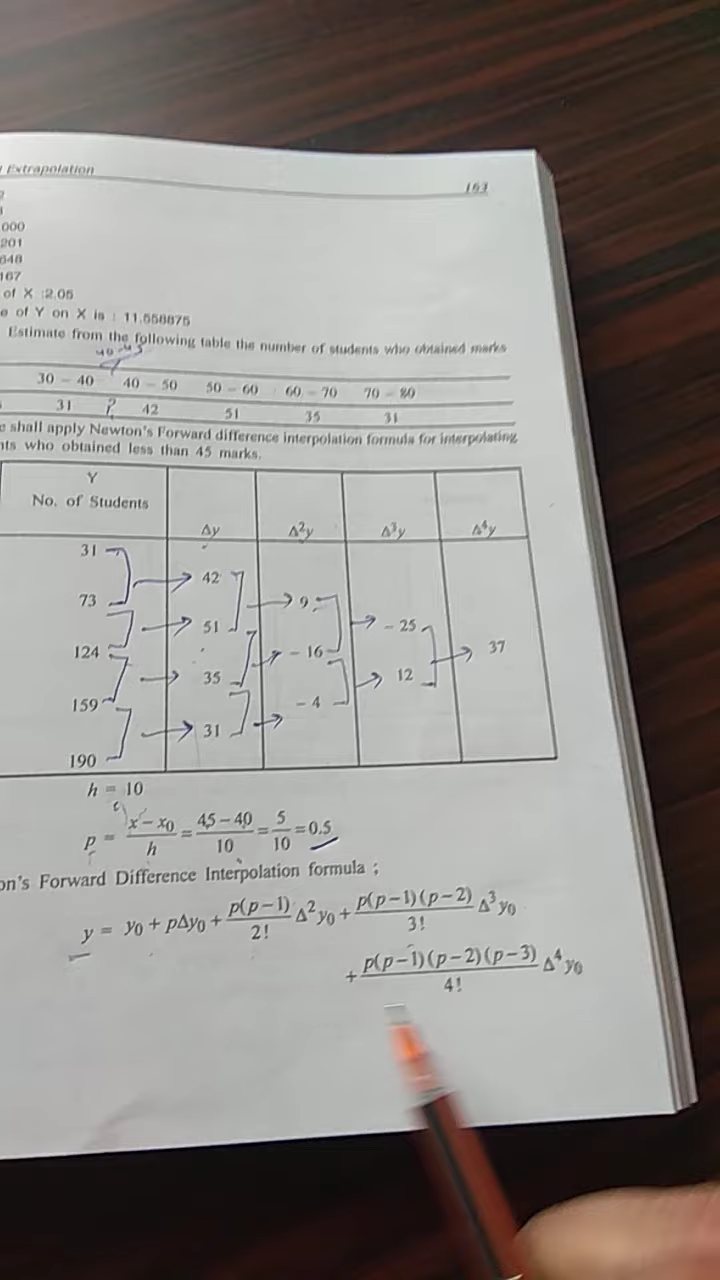 Extrapolation
163
000
201
648
167
of X :2.05
e of Y on X is : 11.558875
Estimate from the following table the number of students who obtained marks
40-45
30 - 40 40 - 50 50 - 60 60 - 70 70 - 80
31 ? 42 51 35 31
e shall apply Newton's Forward difference interpolation formula for interpolating
nts who obtained less than 45 marks.
Y
No. of Students Δy Δ²y Δ³y Δ⁴y
31
42
73 9
51 - 25
124 - 16 37
35 12
159 - 4
31
190
h = 10
p = x - x₀ / h = 45 - 40 / 10 = 5 / 10 = 0.5
on's Forward Difference Interpolation formula ;
y = y₀ + pΔy₀ + p(p-1) / 2! Δ²y₀ + p(p-1)(p-2) / 3! Δ³y₀
+ p(p-1)(p-2)(p-3) / 4! Δ⁴y₀